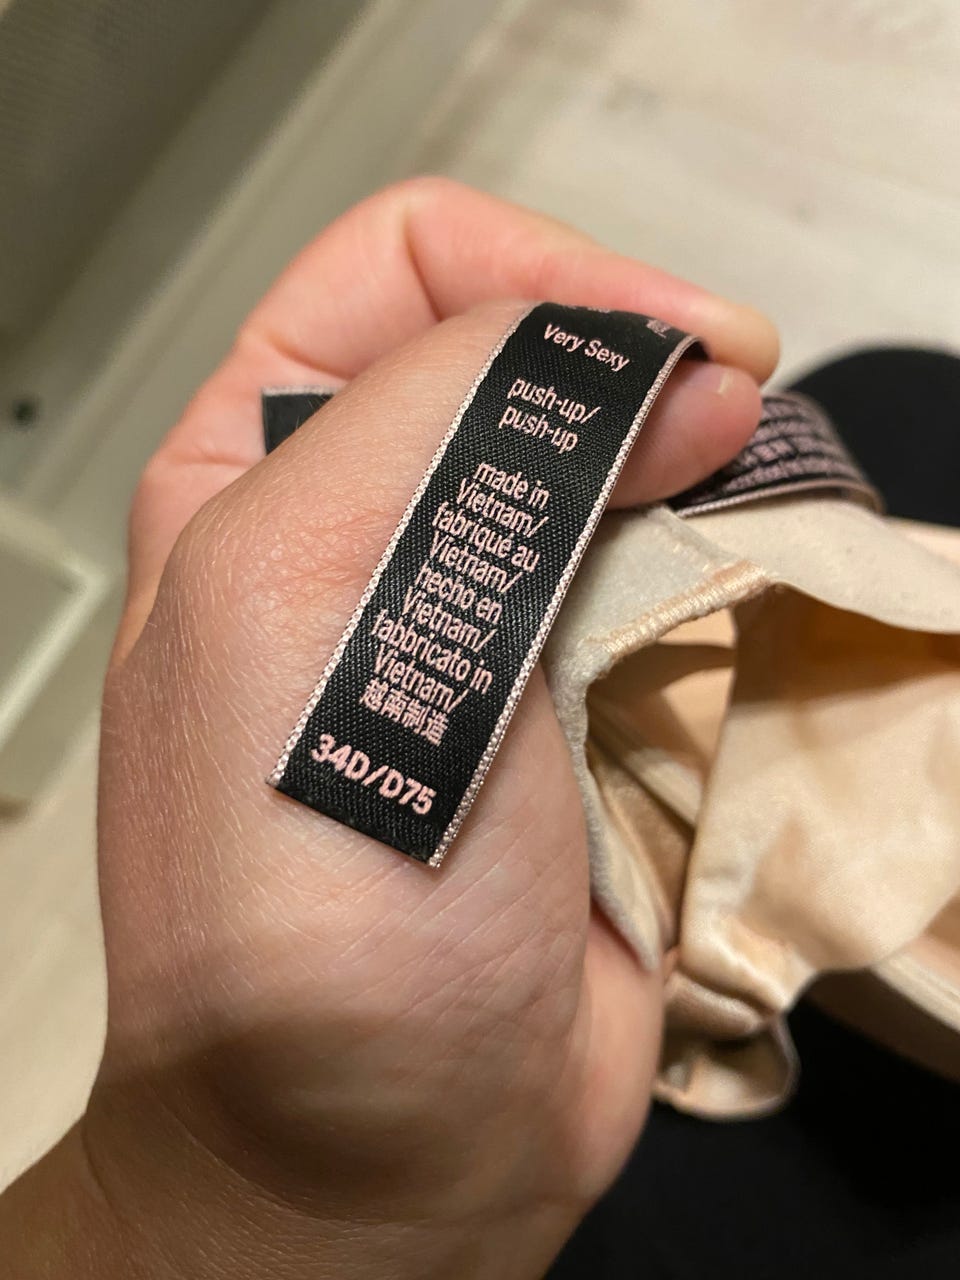 Very Sexy
push-up/
push-up
made in
Vietnam/
fabriqué au
Vietnam/
hecho en
Vietnam/
fabbricato in
Vietnam/
越南制造
34D/D75